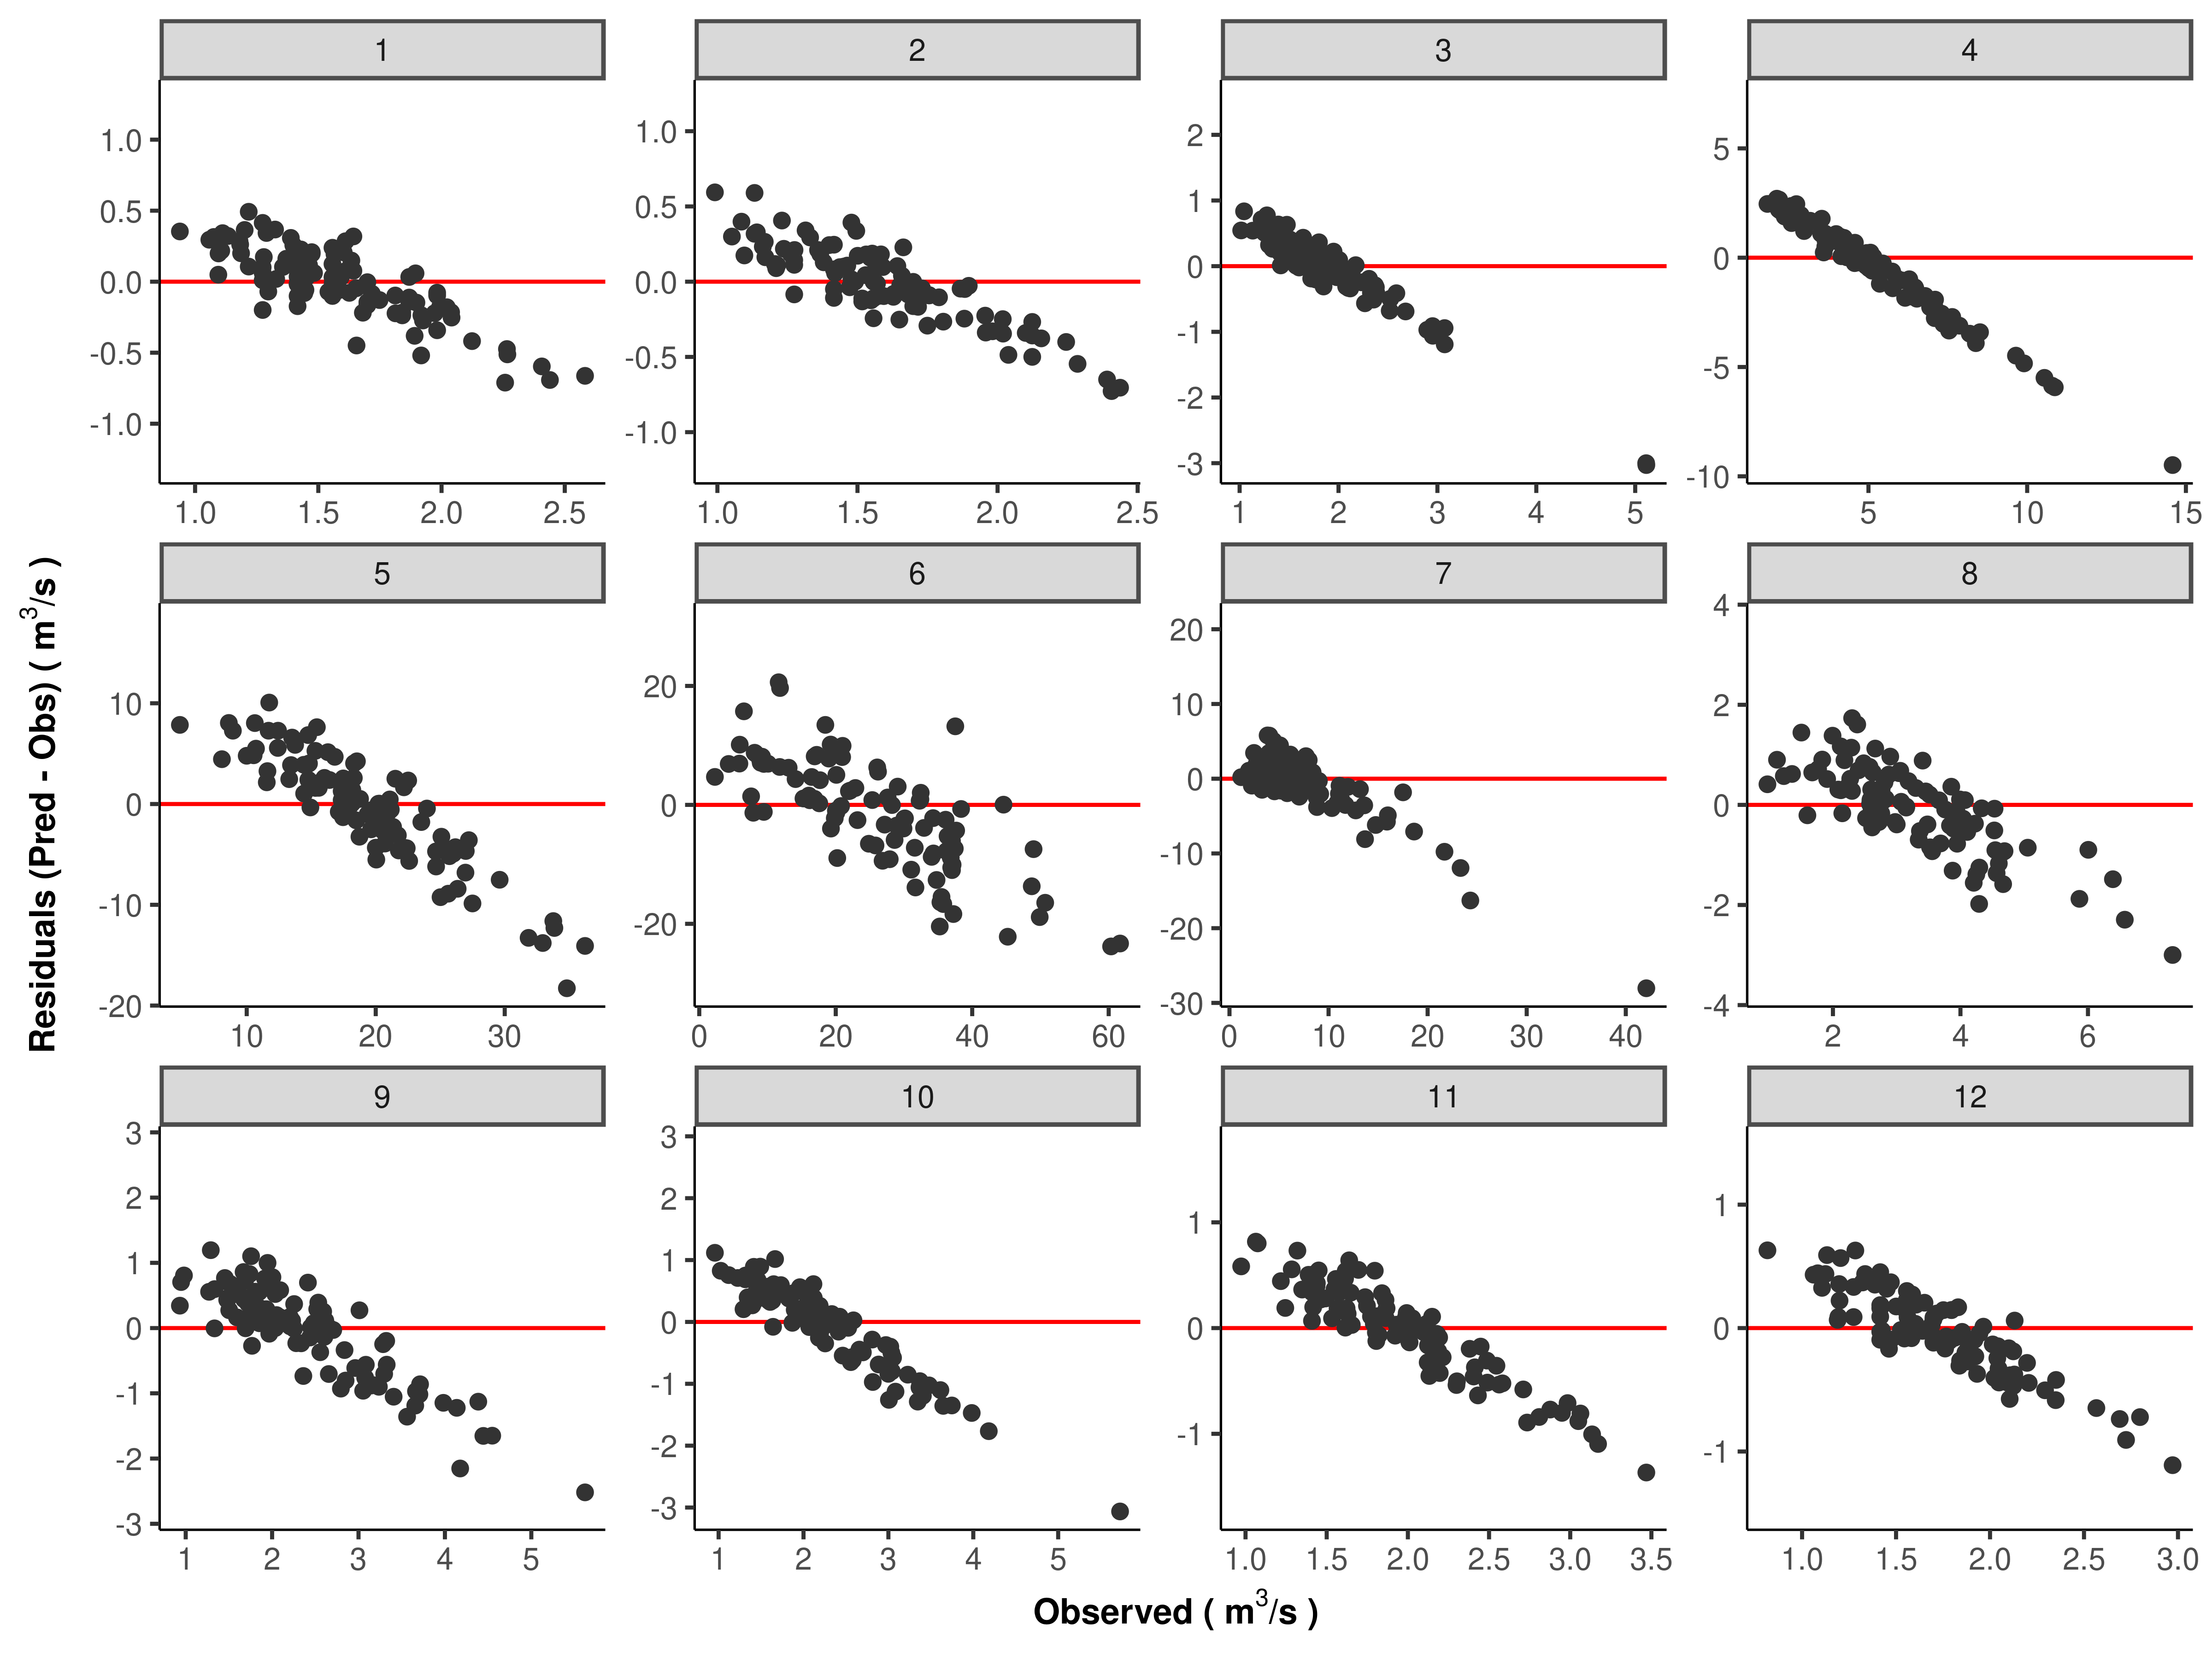 1 2 3 4
1.0 0.5 0.0 -0.5 -1.0
1.0 0.5 0.0 -0.5 -1.0
2 1 0 -1 -2 -3
5 0 -5 -10
1.0 1.5 2.0 2.5
1.0 1.5 2.0 2.5
1 2 3 4 5
5 10 15
5 6 7 8
10 0 -10 -20
20 0 -20
20 10 0 -10 -20 -30
4 2 0 -2 -4
10 20 30
0 20 40 60
0 10 20 30 40
2 4 6
9 10 11 12
3 2 1 0 -1 -2 -3
3 2 1 0 -1 -2 -3
1 0 -1
1 0 -1
1 2 3 4 5
1 2 3 4 5
1.0 1.5 2.0 2.5 3.0 3.5
1.0 1.5 2.0 2.5 3.0
Residuals (Pred - Obs) ( m³/s )
Observed ( m³/s )